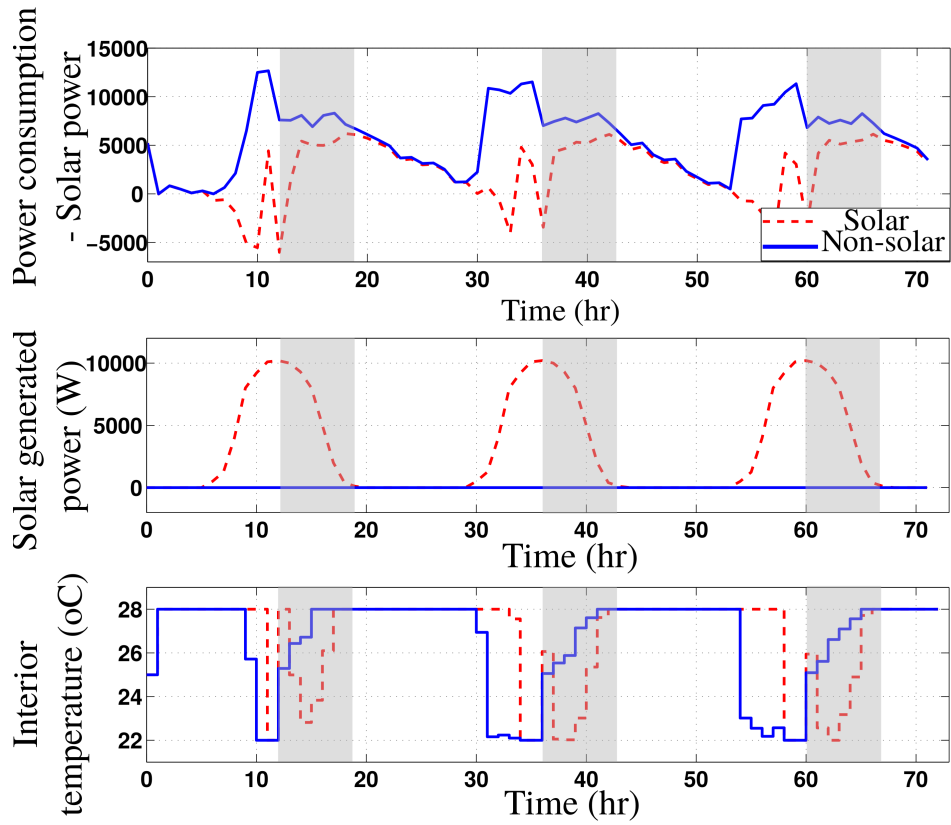 Power consumption
- Solar power
15000
10000
5000
0
−5000
0 10 20 30 40 50 60 70
Time (hr)
Solar
Non-solar
Solar generated
power (W)
10000
5000
0
0 10 20 30 40 50 60 70
Time (hr)
Interior
temperature (oC)
28
26
24
22
0 10 20 30 40 50 60 70
Time (hr)